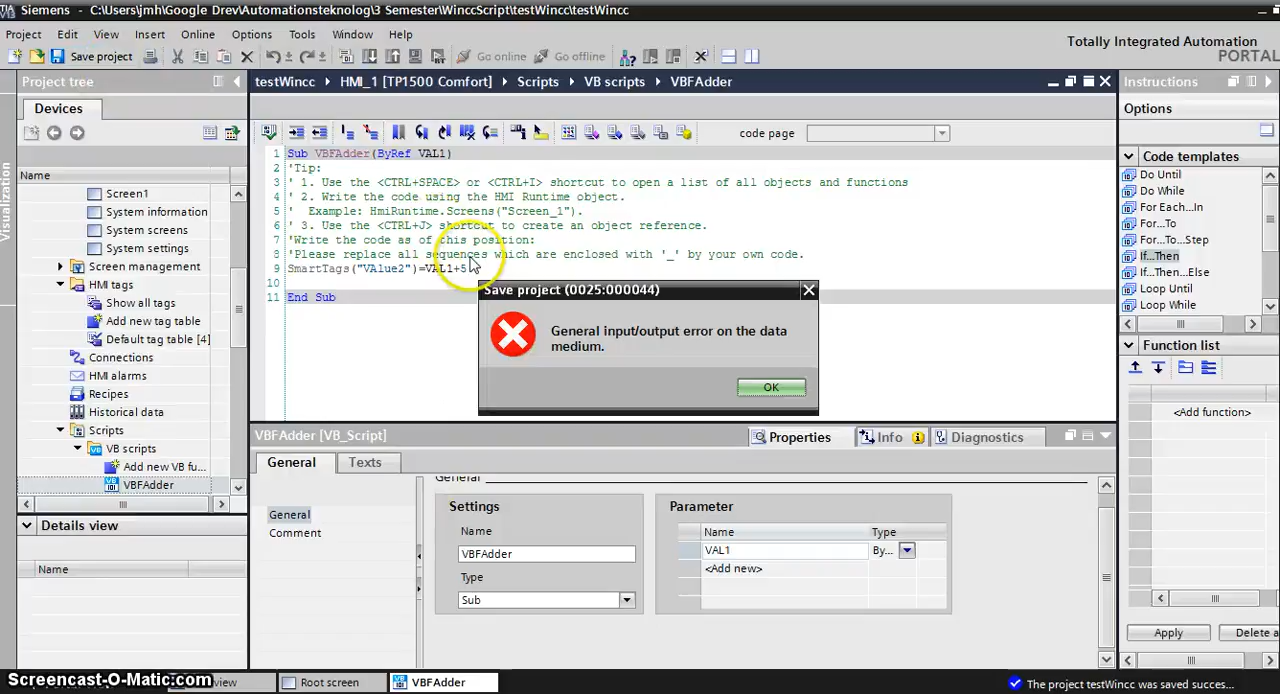 Siemens - C:\Users\jmh\Google Drev\Automationsteknolog\3 Semester\WinccScript\testWincc\testWincc
Project Edit View Insert Online Options Tools Window Help
Totally Integrated Automation
PORTAL
Save project
Go online
Go offline
Project tree
testWincc HMI_1 [TP1500 Comfort] Scripts VB scripts VBFAdder
Instructions
Devices
Options
code page
Visualization
Name
Screen1
System information
System screens
System settings
Screen management
HMI tags
Show all tags
Add new tag table
Default tag table [4]
Connections
HMI alarms
Recipes
Historical data
Scripts
VB scripts
Add new VB fu...
VBFAdder
Details view
Name
1 Sub VBFAdder(ByRef VAL1)
2 'Tip:
3 ' 1. Use the <CTRL+SPACE> or <CTRL+I> shortcut to open a list of all objects and functions
4 ' 2. Write the code using the HMI Runtime object.
5 '  Example: HmiRuntime.Screens("Screen_1").
6 ' 3. Use the <CTRL+J> shortcut to create an object reference.
7 'Write the code as of this position:
8 'Please replace all sequences which are enclosed with '_' by your own code.
9 SmartTags("VAlue2")=VAL1+5
10
11 End Sub
Save project (0025:000044)
General input/output error on the data
medium.
OK
Code templates
Do Until
Do While
For Each...In
For...To
For...To...Step
If...Then
If...Then...Else
Loop Until
Loop While
Function list
<Add function>
Apply
Delete a
VBFAdder [VB_Script]
Properties
Info
Diagnostics
General
Texts
General
Comment
General
Settings
Name
VBFAdder
Type
Sub
Parameter
Name Type
VAL1 By...
<Add new>
Screencast-O-Matic.com
view
Root screen
VBFAdder
The project testWincc was saved succes...